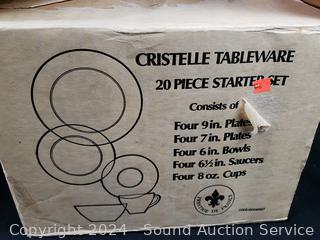 CRISTELLE TABLEWARE
20 PIECE STARTER SET
Consists of
Four 9 in. Plates
Four 7 in. Plates
Four 6 in. Bowls
Four 6½ in. Saucers
Four 8 oz. Cups
Copyright 2024 - Sound Auction Service